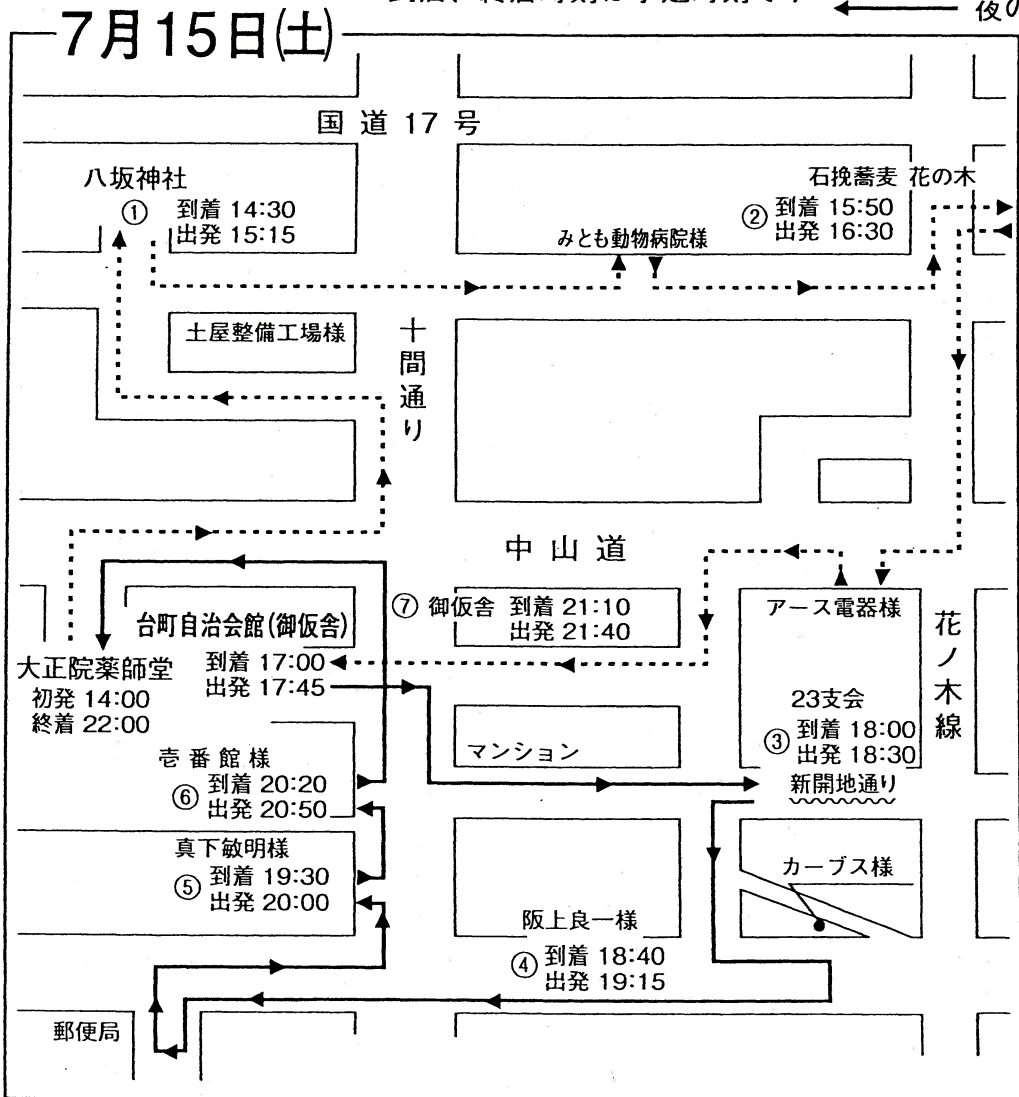 7月15日(土)
夜の
国道17号
八坂神社
① 到着 14:30
出発 15:15
石挽蕎麦 花の木
② 到着 15:50
出発 16:30
みとも動物病院様
土屋整備工場様
十間通り
中山道
⑦ 御仮舎 到着 21:10
出発 21:40
アース電器様
台町自治会館(御仮舎)
到着 17:00
出発 17:45
大正院薬師堂
初発 14:00
終着 22:00
花ノ木線
23支会
③ 到着 18:00
出発 18:30
新開地通り
マンション
壱番館様
⑥ 到着 20:20
出発 20:50
真下敏明様
⑤ 到着 19:30
出発 20:00
カーブス様
阪上良一様
④ 到着 18:40
出発 19:15
郵便局